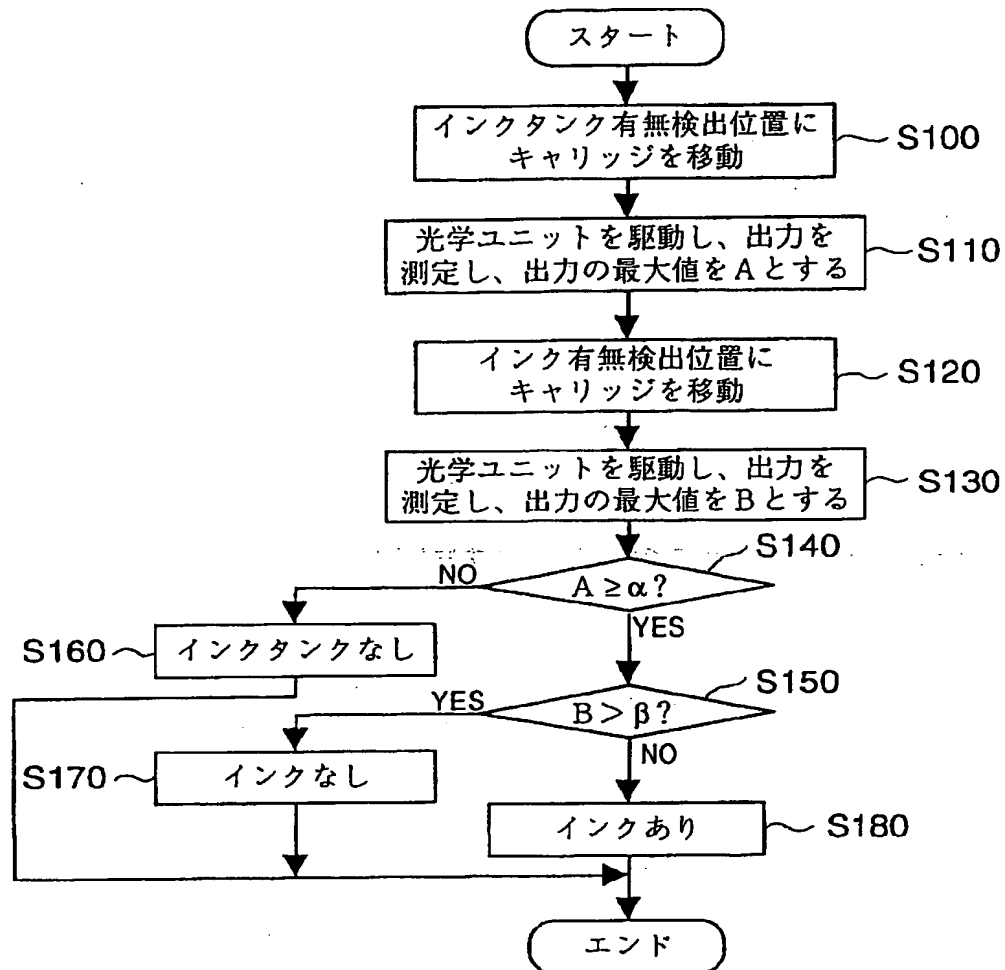 スタート
インクタンク有無検出位置に
キャリッジを移動
S100
光学ユニットを駆動し、出力を
測定し、出力の最大値をAとする
S110
インク有無検出位置に
キャリッジを移動
S120
光学ユニットを駆動し、出力を
測定し、出力の最大値をBとする
S130
S140
NO
A≥α?
YES
S160
インクタンクなし
S150
YES
B>β?
NO
S170
インクなし
インクあり
S180
エンド